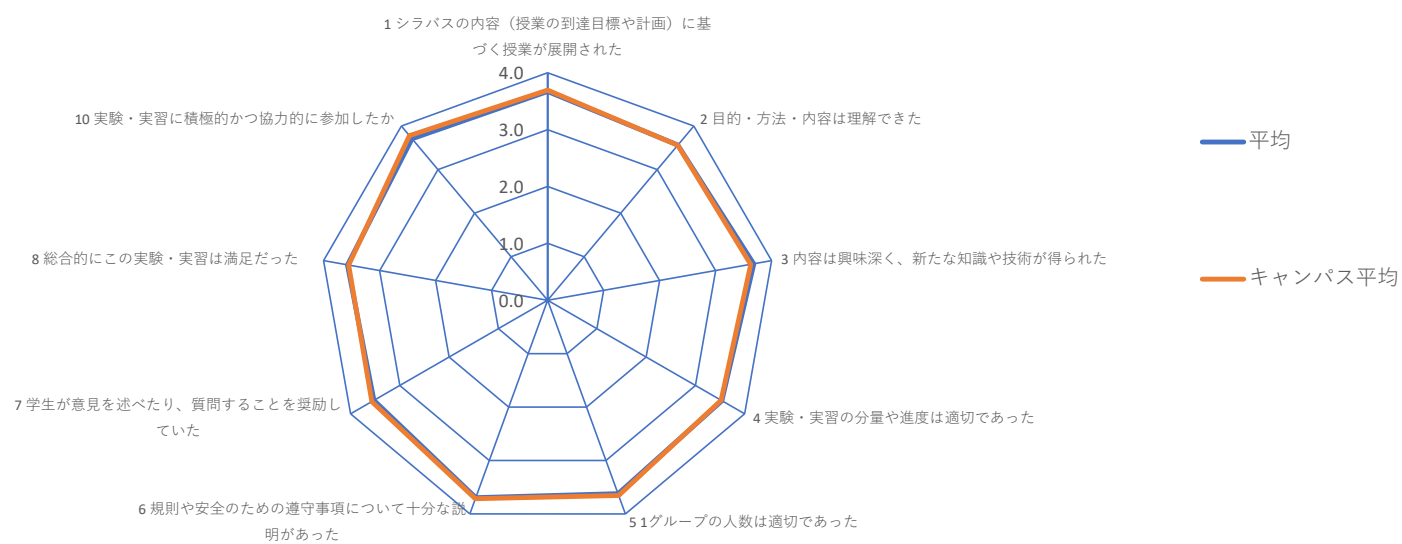 1 シラバスの内容（授業の到達目標や計画）に基
づく授業が展開された
4.0
10 実験・実習に積極的かつ協力的に参加したか
2 目的・方法・内容は理解できた
3.0
平均
2.0
1.0
8 総合的にこの実験・実習は満足だった
3 内容は興味深く、新たな知識や技術が得られた
キャンパス平均
0.0
7 学生が意見を述べたり、質問することを奨励し
ていた
4 実験・実習の分量や進度は適切であった
6 規則や安全のための遵守事項について十分な説
明があった
5 1グループの人数は適切であった